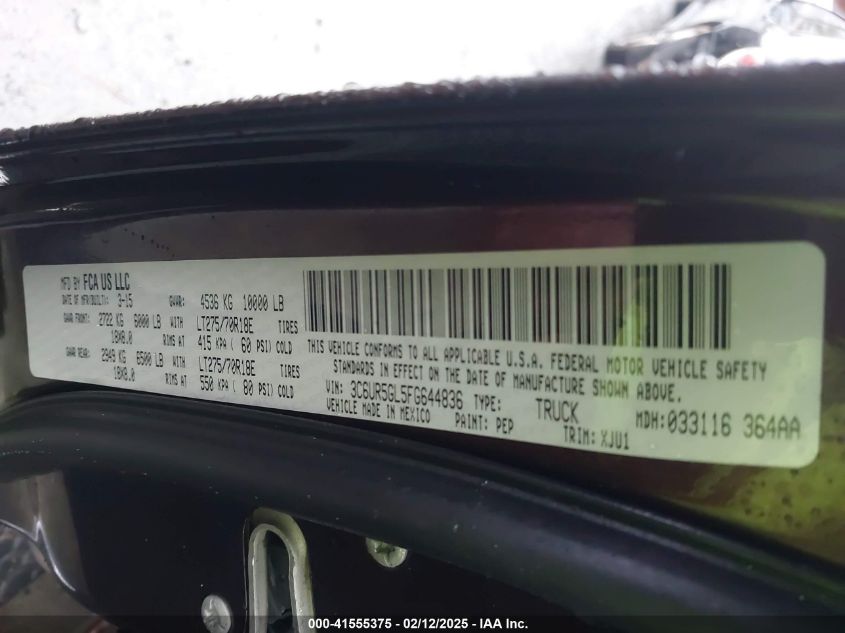 MFD BY FCA US LLC
DATE OF MFR(BUILT): 3-15 GVWR: 4536 KG 10000 LB
GAWR FRONT: 2722 KG 6000 LB WITH LT275/70R18E TIRES
18X8.0 RIMS AT 415 KPA ( 60 PSI) COLD
GAWR REAR: 2949 KG 6500 LB WITH LT275/70R18E TIRES
18X8.0 RIMS AT 550 KPA ( 80 PSI) COLD
THIS VEHICLE CONFORMS TO ALL APPLICABLE U.S.A. FEDERAL MOTOR VEHICLE SAFETY
STANDARDS IN EFFECT ON THE DATE OF MANUFACTURE SHOWN ABOVE.
VIN: 3C6UR5GL5FG644836 TYPE: TRUCK MDH: 033116 364AA
VEHICLE MADE IN MEXICO PAINT: PEP TRIM: XJU1
000-41555375 - 02/12/2025 - IAA Inc.